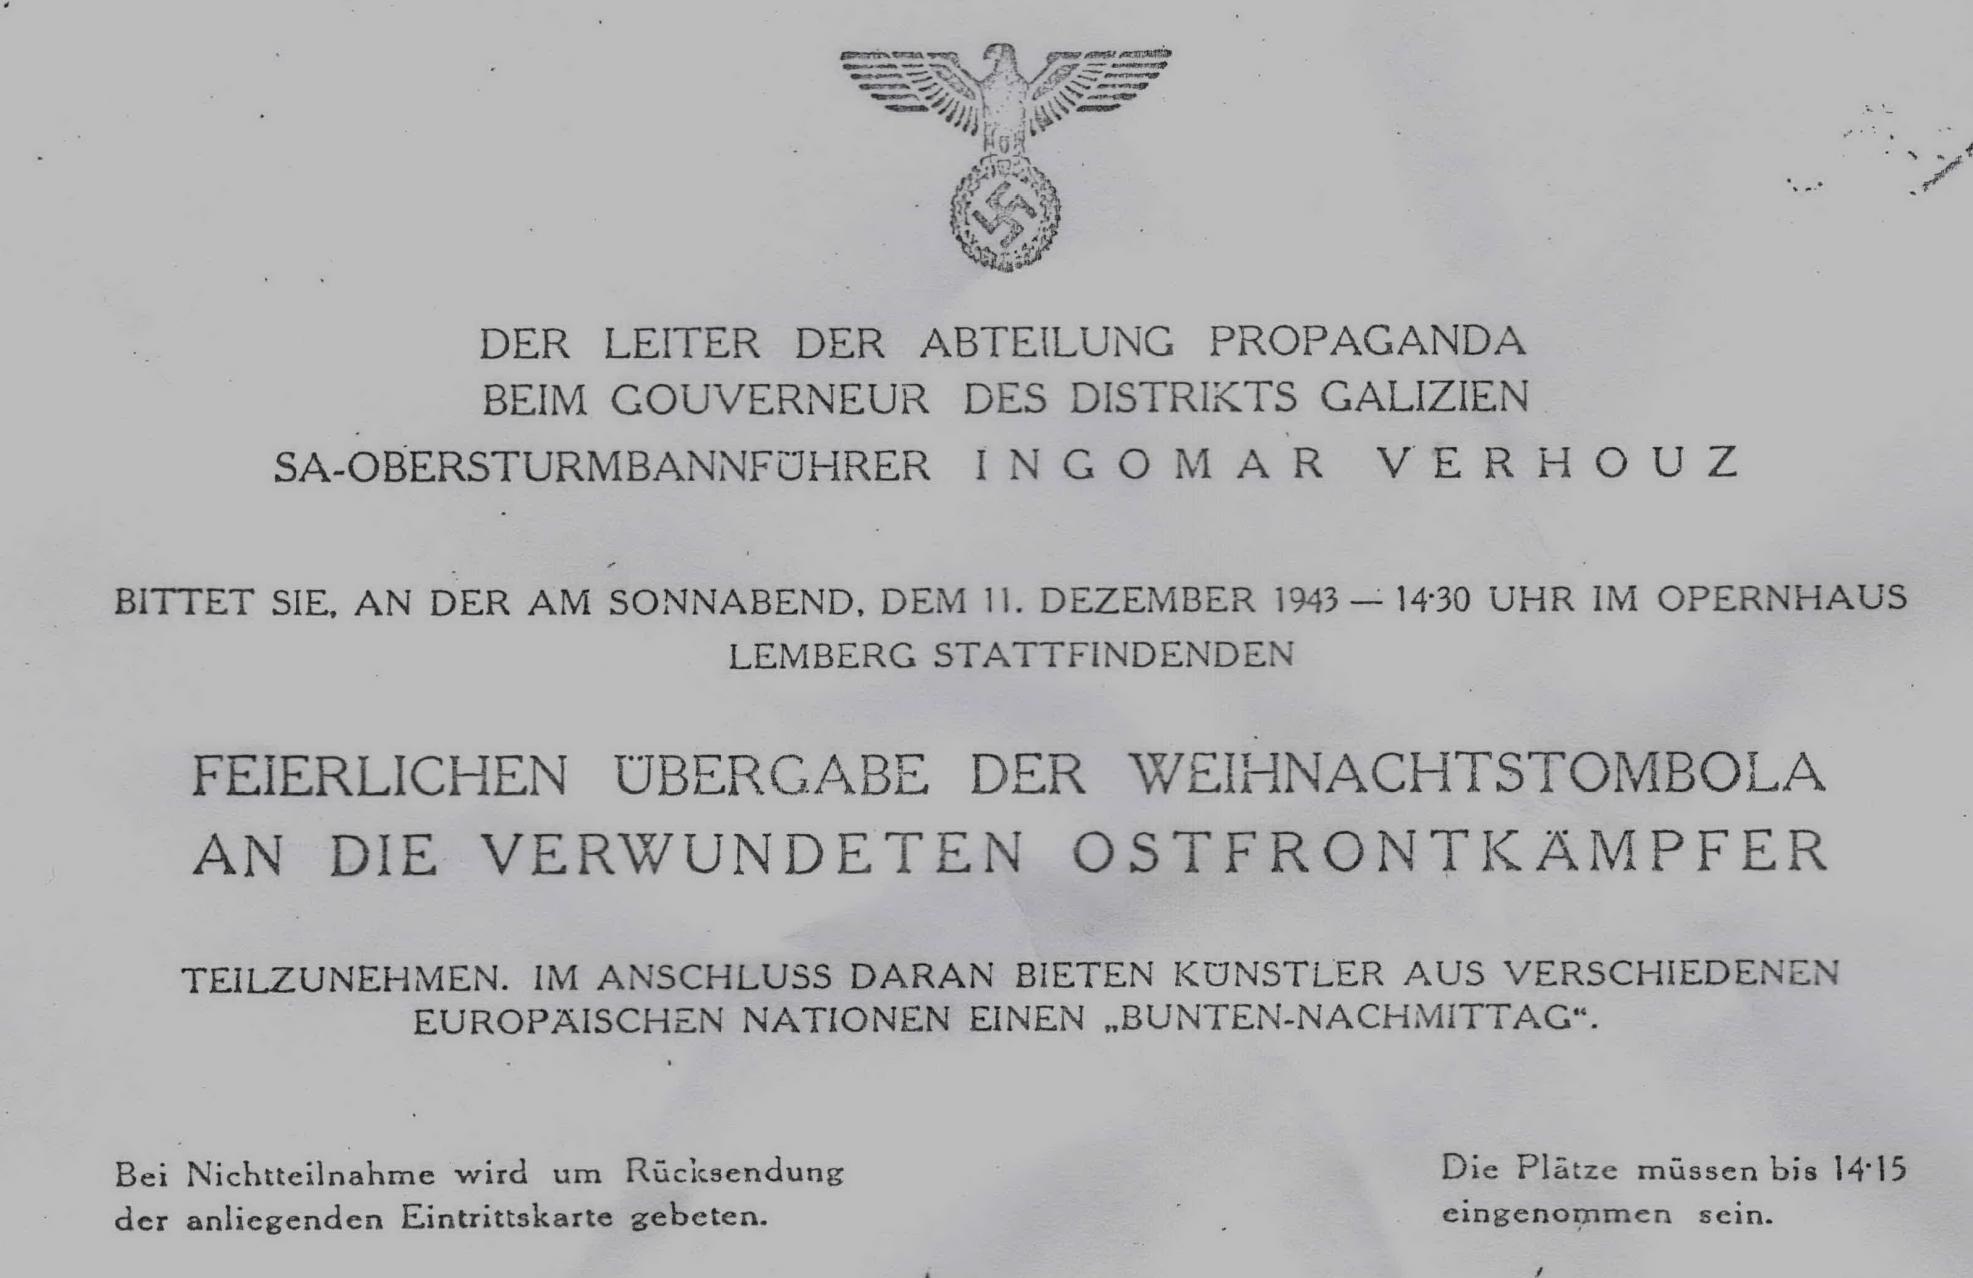 DER LEITER DER ABTEILUNG PROPAGANDA
BEIM GOUVERNEUR DES DISTRIKTS GALIZIEN
SA-OBERSTURMBANNFÜHRER INGOMAR VERHOUZ
BITTET SIE, AN DER AM SONNABEND, DEM 11. DEZEMBER 1943 — 14·30 UHR IM OPERNHAUS
LEMBERG STATTFINDENDEN
FEIERLICHEN ÜBERGABE DER WEIHNACHTSTOMBOLA
AN DIE VERWUNDETEN OSTFRONTKÄMPFER
TEILZUNEHMEN. IM ANSCHLUSS DARAN BIETEN KÜNSTLER AUS VERSCHIEDENEN
EUROPÄISCHEN NATIONEN EINEN „BUNTEN-NACHMITTAG“.
Bei Nichtteilnahme wird um Rücksendung
der anliegenden Eintrittskarte gebeten.
Die Plätze müssen bis 14·15
eingenommen sein.